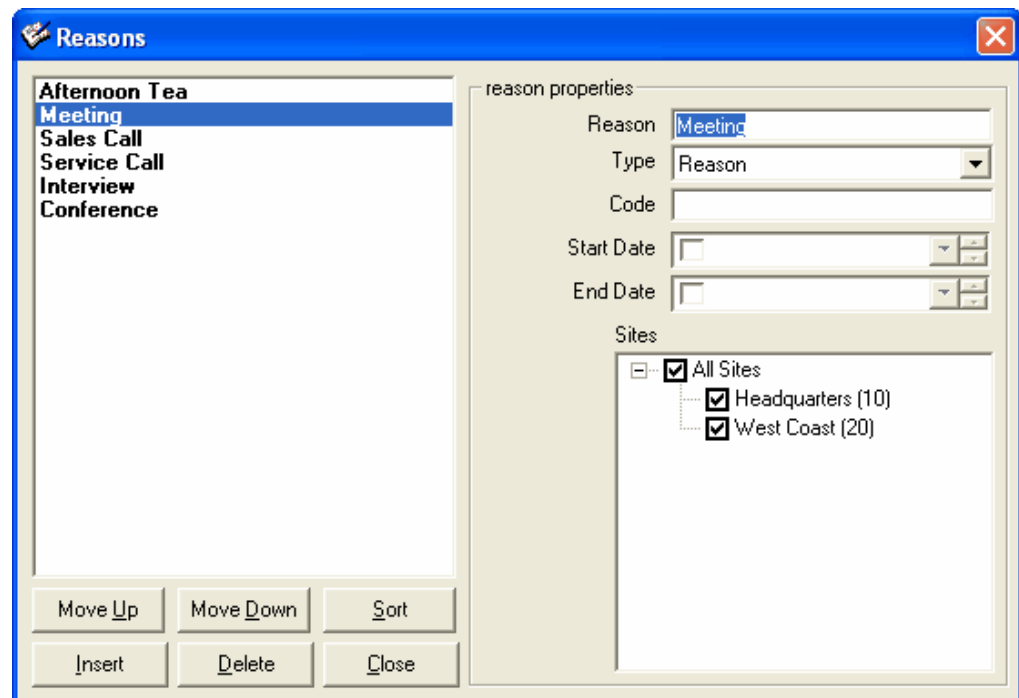 Reasons
Afternoon Tea
Meeting
Sales Call
Service Call
Interview
Conference
Move Up
Move Down
Sort
Insert
Delete
Close
reason properties
Reason
Meeting
Type
Reason
Code
Start Date
End Date
Sites
All Sites
Headquarters (10)
West Coast (20)